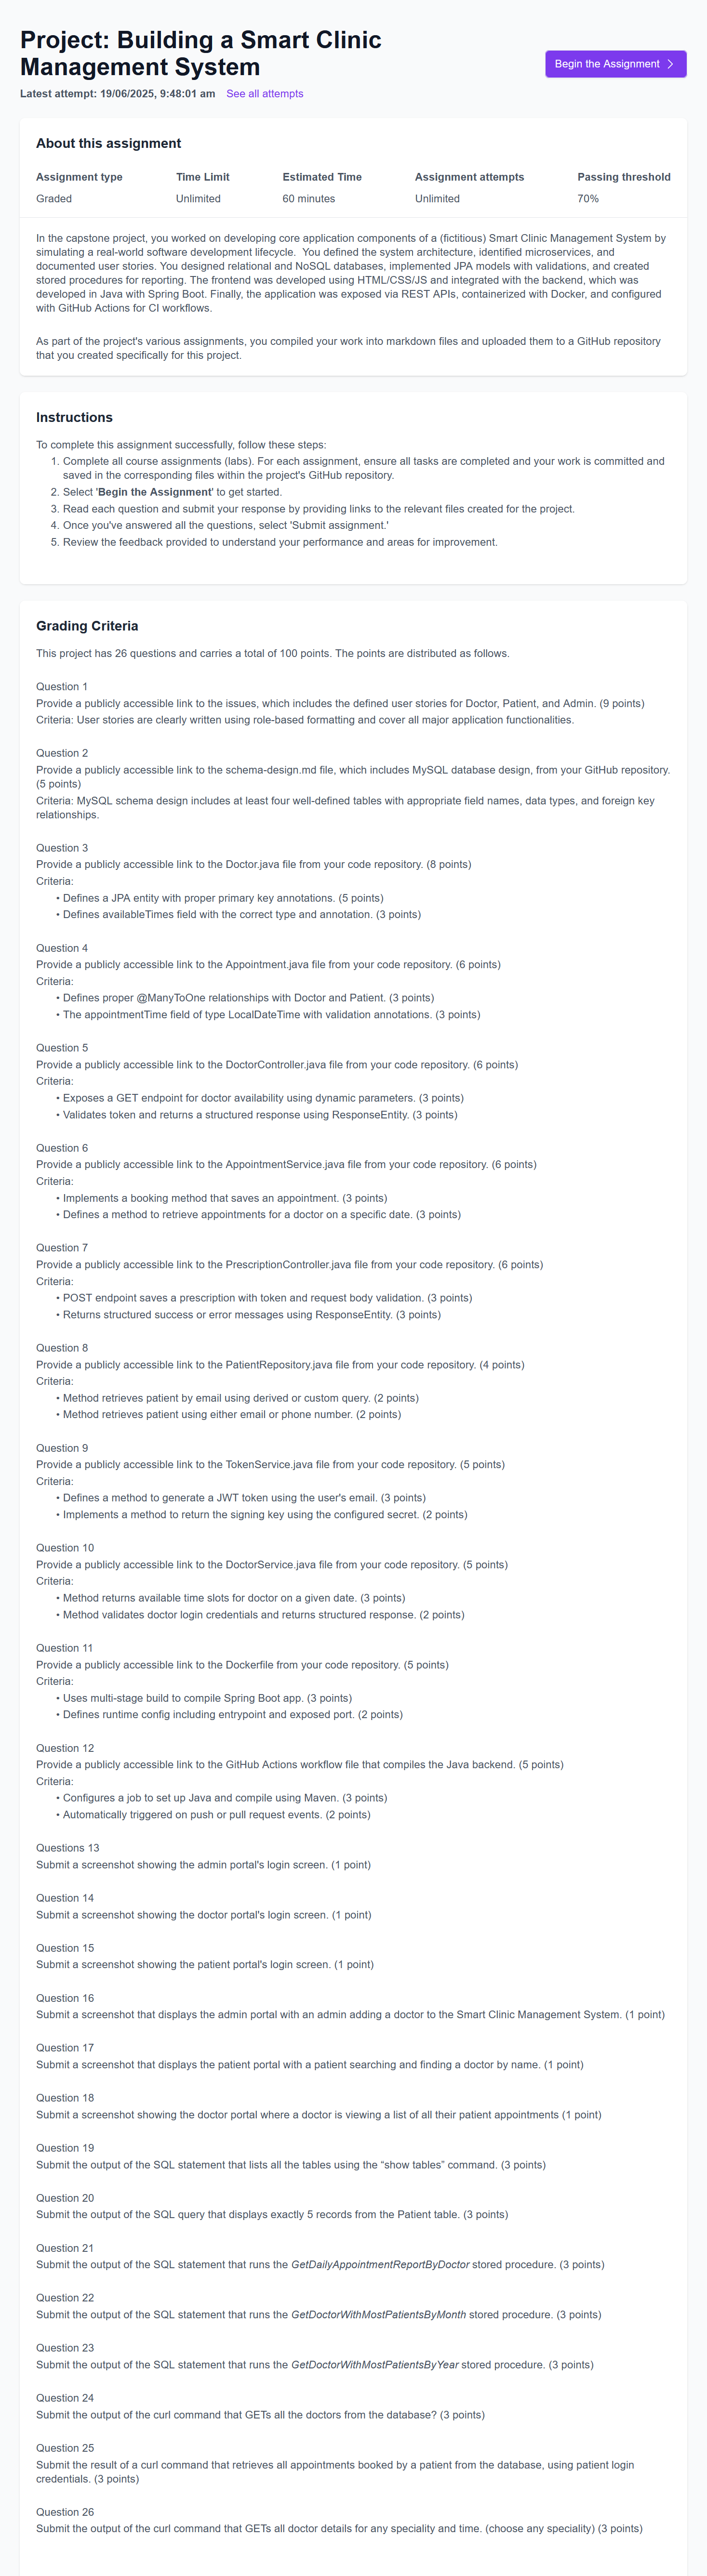 Project: Building a Smart Clinic
Management System
Begin the Assignment
Latest attempt: 19/06/2025, 9:48:01 am See all attempts
About this assignment
Assignment type Time Limit Estimated Time Assignment attempts Passing threshold
Graded Unlimited 60 minutes Unlimited 70%
In the capstone project, you worked on developing core application components of a (fictitious) Smart Clinic Management System by
simulating a real-world software development lifecycle. You defined the system architecture, identified microservices, and
documented user stories. You designed relational and NoSQL databases, implemented JPA models with validations, and created
stored procedures for reporting. The frontend was developed using HTML/CSS/JS and integrated with the backend, which was
developed in Java with Spring Boot. Finally, the application was exposed via REST APIs, containerized with Docker, and configured
with GitHub Actions for CI workflows.
As part of the project's various assignments, you compiled your work into markdown files and uploaded them to a GitHub repository
that you created specifically for this project.
Instructions
To complete this assignment successfully, follow these steps:
1. Complete all course assignments (labs). For each assignment, ensure all tasks are completed and your work is committed and
saved in the corresponding files within the project's GitHub repository.
2. Select 'Begin the Assignment' to get started.
3. Read each question and submit your response by providing links to the relevant files created for the project.
4. Once you've answered all the questions, select 'Submit assignment.'
5. Review the feedback provided to understand your performance and areas for improvement.
Grading Criteria
This project has 26 questions and carries a total of 100 points. The points are distributed as follows.
Question 1
Provide a publicly accessible link to the issues, which includes the defined user stories for Doctor, Patient, and Admin. (9 points)
Criteria: User stories are clearly written using role-based formatting and cover all major application functionalities.
Question 2
Provide a publicly accessible link to the schema-design.md file, which includes MySQL database design, from your GitHub repository.
(5 points)
Criteria: MySQL schema design includes at least four well-defined tables with appropriate field names, data types, and foreign key
relationships.
Question 3
Provide a publicly accessible link to the Doctor.java file from your code repository. (8 points)
Criteria:
• Defines a JPA entity with proper primary key annotations. (5 points)
• Defines availableTimes field with the correct type and annotation. (3 points)
Question 4
Provide a publicly accessible link to the Appointment.java file from your code repository. (6 points)
Criteria:
• Defines proper @ManyToOne relationships with Doctor and Patient. (3 points)
• The appointmentTime field of type LocalDateTime with validation annotations. (3 points)
Question 5
Provide a publicly accessible link to the DoctorController.java file from your code repository. (6 points)
Criteria:
• Exposes a GET endpoint for doctor availability using dynamic parameters. (3 points)
• Validates token and returns a structured response using ResponseEntity. (3 points)
Question 6
Provide a publicly accessible link to the AppointmentService.java file from your code repository. (6 points)
Criteria:
• Implements a booking method that saves an appointment. (3 points)
• Defines a method to retrieve appointments for a doctor on a specific date. (3 points)
Question 7
Provide a publicly accessible link to the PrescriptionController.java file from your code repository. (6 points)
Criteria:
• POST endpoint saves a prescription with token and request body validation. (3 points)
• Returns structured success or error messages using ResponseEntity. (3 points)
Question 8
Provide a publicly accessible link to the PatientRepository.java file from your code repository. (4 points)
Criteria:
• Method retrieves patient by email using derived or custom query. (2 points)
• Method retrieves patient using either email or phone number. (2 points)
Question 9
Provide a publicly accessible link to the TokenService.java file from your code repository. (5 points)
Criteria:
• Defines a method to generate a JWT token using the user's email. (3 points)
• Implements a method to return the signing key using the configured secret. (2 points)
Question 10
Provide a publicly accessible link to the DoctorService.java file from your code repository. (5 points)
Criteria:
• Method returns available time slots for doctor on a given date. (3 points)
• Method validates doctor login credentials and returns structured response. (2 points)
Question 11
Provide a publicly accessible link to the Dockerfile from your code repository. (5 points)
Criteria:
• Uses multi-stage build to compile Spring Boot app. (3 points)
• Defines runtime config including entrypoint and exposed port. (2 points)
Question 12
Provide a publicly accessible link to the GitHub Actions workflow file that compiles the Java backend. (5 points)
Criteria:
• Configures a job to set up Java and compile using Maven. (3 points)
• Automatically triggered on push or pull request events. (2 points)
Questions 13
Submit a screenshot showing the admin portal's login screen. (1 point)
Question 14
Submit a screenshot showing the doctor portal's login screen. (1 point)
Question 15
Submit a screenshot showing the patient portal's login screen. (1 point)
Question 16
Submit a screenshot that displays the admin portal with an admin adding a doctor to the Smart Clinic Management System. (1 point)
Question 17
Submit a screenshot that displays the patient portal with a patient searching and finding a doctor by name. (1 point)
Question 18
Submit a screenshot showing the doctor portal where a doctor is viewing a list of all their patient appointments (1 point)
Question 19
Submit the output of the SQL statement that lists all the tables using the “show tables” command. (3 points)
Question 20
Submit the output of the SQL query that displays exactly 5 records from the Patient table. (3 points)
Question 21
Submit the output of the SQL statement that runs the GetDailyAppointmentReportByDoctor stored procedure. (3 points)
Question 22
Submit the output of the SQL statement that runs the GetDoctorWithMostPatientsByMonth stored procedure. (3 points)
Question 23
Submit the output of the SQL statement that runs the GetDoctorWithMostPatientsByYear stored procedure. (3 points)
Question 24
Submit the output of the curl command that GETs all the doctors from the database? (3 points)
Question 25
Submit the result of a curl command that retrieves all appointments booked by a patient from the database, using patient login
credentials. (3 points)
Question 26
Submit the output of the curl command that GETs all doctor details for any speciality and time. (choose any speciality) (3 points)